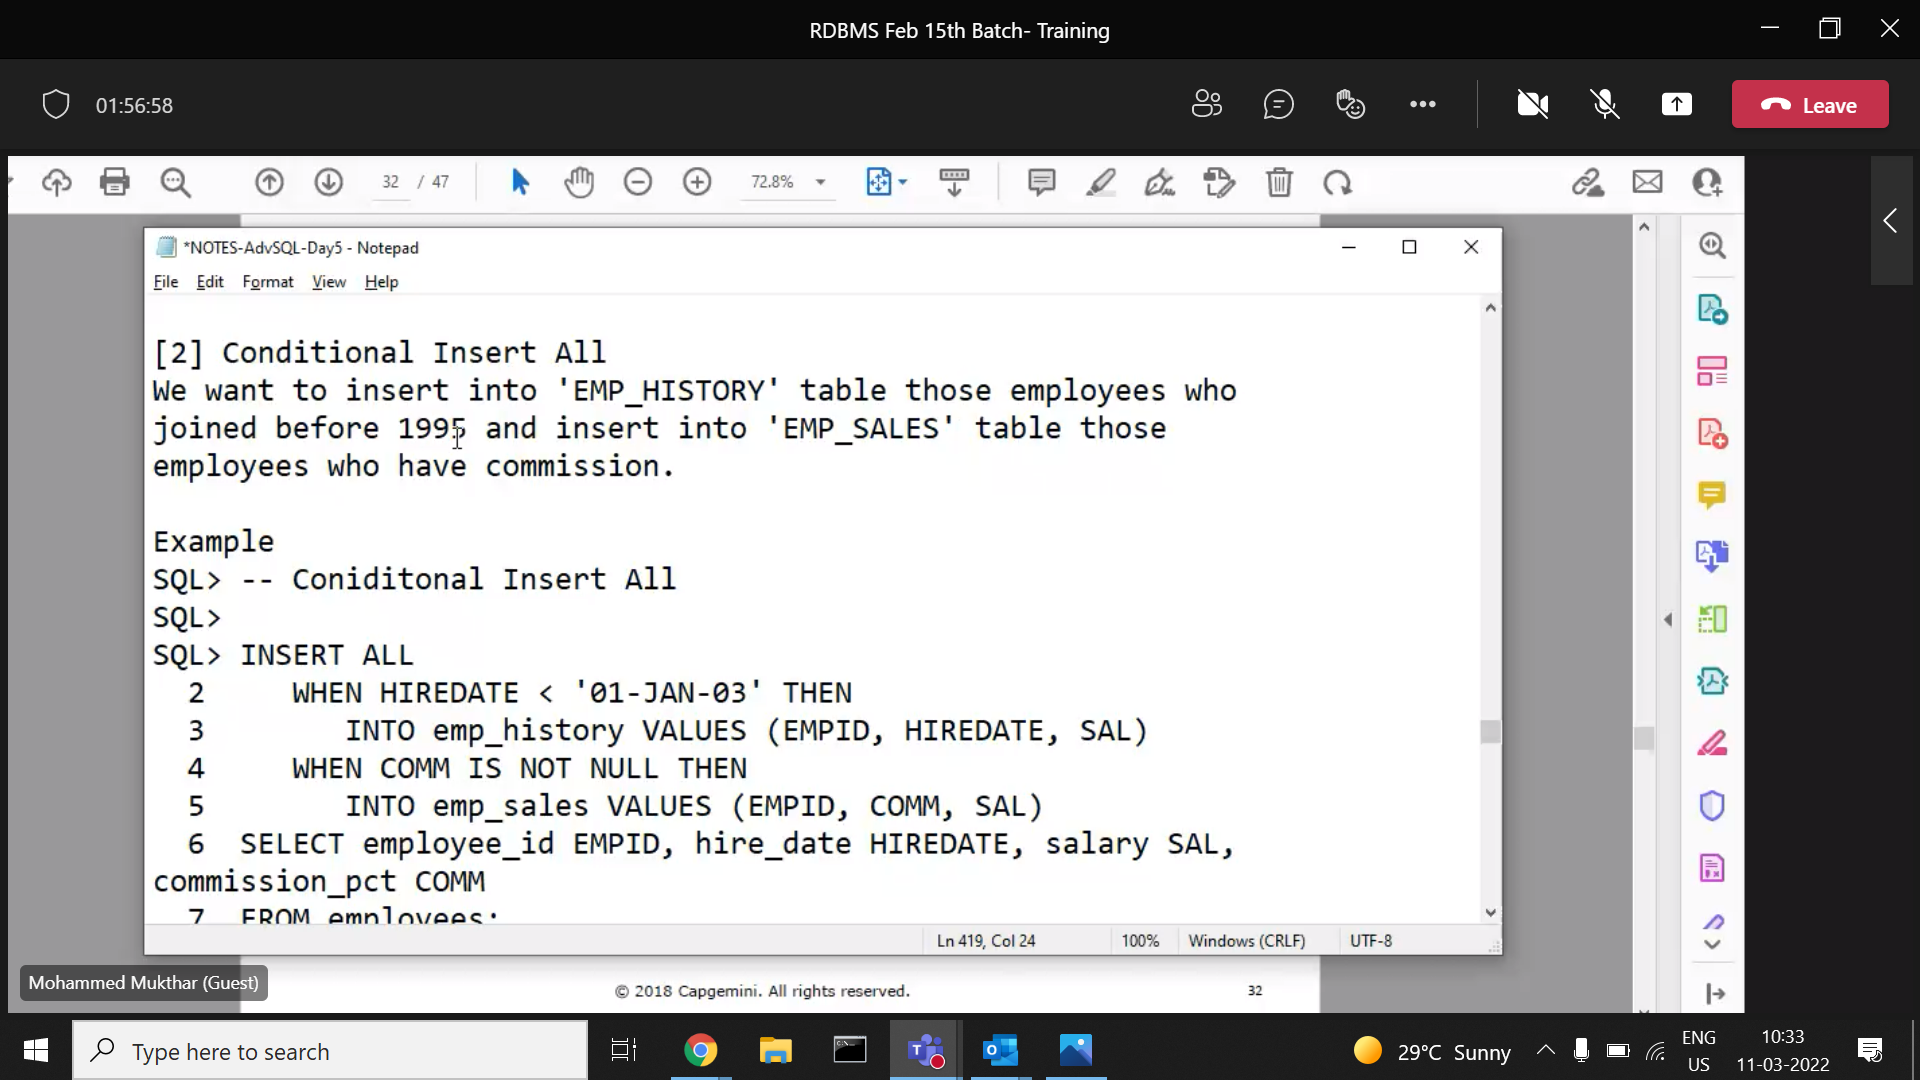 RDBMS Feb 15th Batch- Training
01:56:58
Leave
32 / 47
72.8%
*NOTES-AdvSQL-Day5 - Notepad
File Edit Format View Help
[2] Conditional Insert All
We want to insert into 'EMP_HISTORY' table those employees who
joined before 1995 and insert into 'EMP_SALES' table those
employees who have commission.
Example
SQL> -- Coniditonal Insert All
SQL>
SQL> INSERT ALL
2 WHEN HIREDATE < '01-JAN-03' THEN
3 INTO emp_history VALUES (EMPID, HIREDATE, SAL)
4 WHEN COMM IS NOT NULL THEN
5 INTO emp_sales VALUES (EMPID, COMM, SAL)
6 SELECT employee_id EMPID, hire_date HIREDATE, salary SAL,
commission_pct COMM
7 FROM employees;
Ln 419, Col 24 100% Windows (CRLF) UTF-8
Mohammed Mukthar (Guest)
© 2018 Capgemini. All rights reserved. 32
Type here to search
29°C Sunny
ENG
US
10:33
11-03-2022